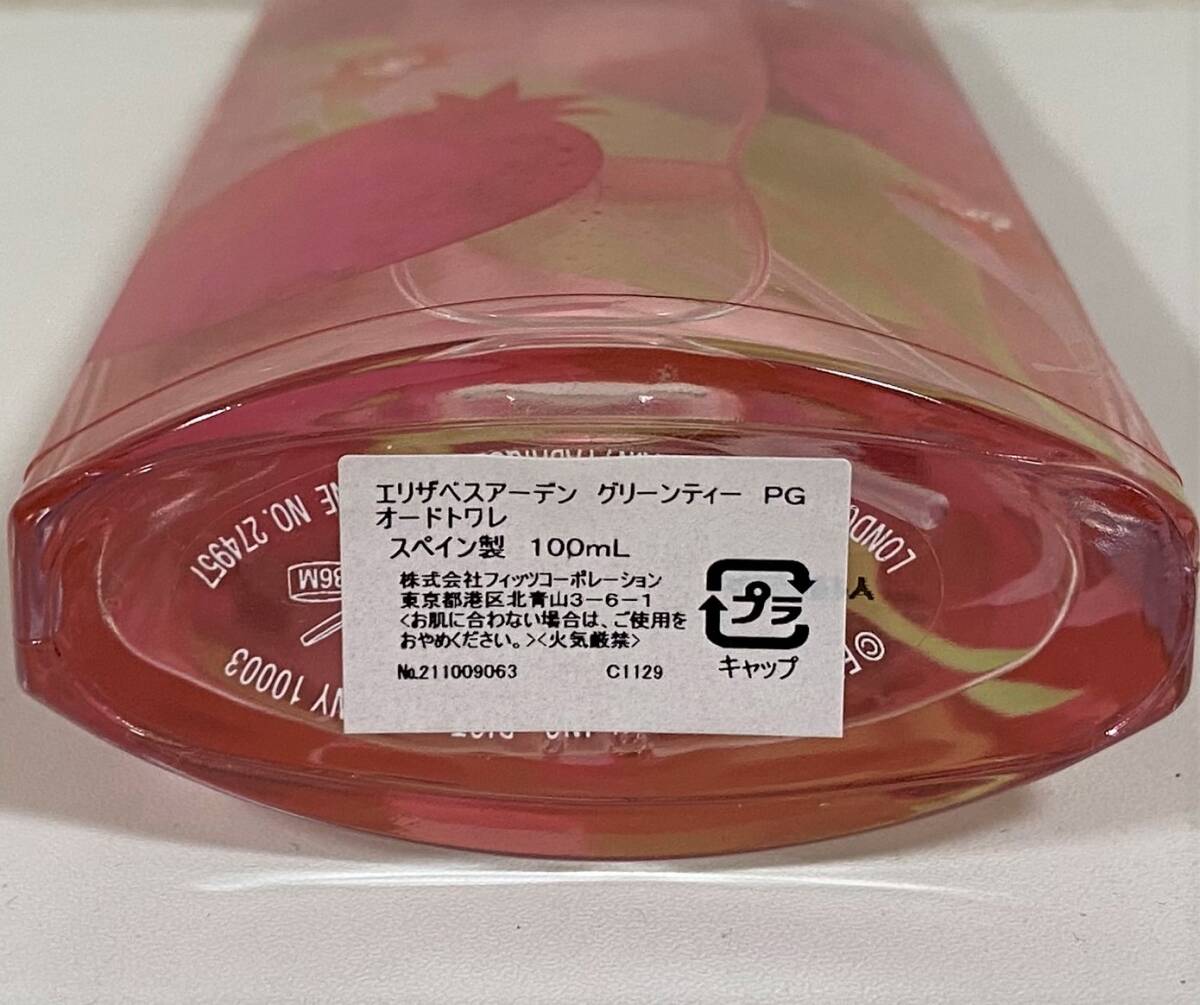 エリザベスアーデン グリーンティー PG
オードトワレ
スペイン製 100mL
株式会社フィッツコーポレーション
東京都港区北青山3-6-1
<お肌に合わない場合は、ご使用を
おやめください。><火気厳禁>
No.211009063 C1129
プラ
キャップ
NE NO.274957
36M
NY 10003
LOND
©